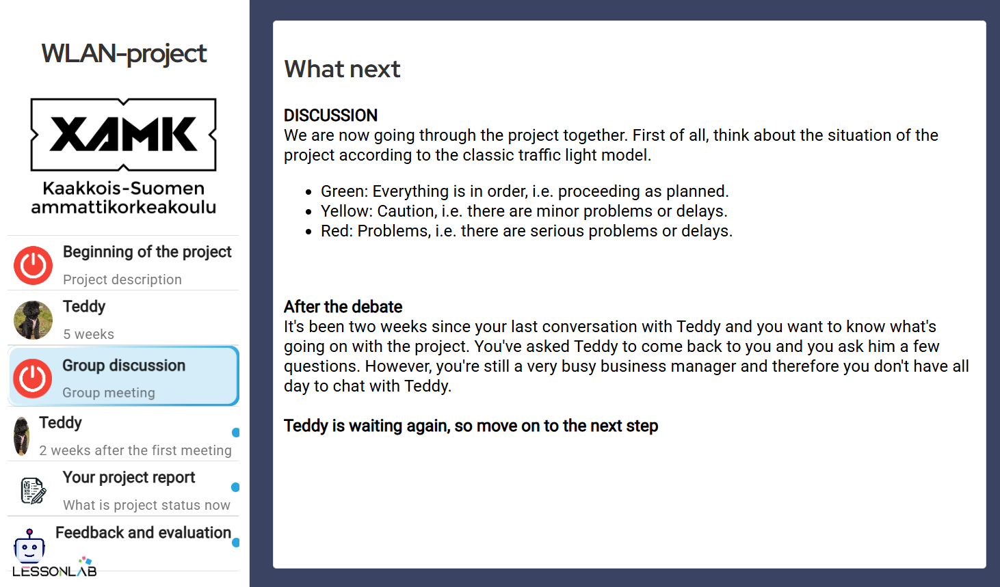 WLAN-project
XAMK
Kaakkois-Suomen
ammattikorkeakoulu
Beginning of the project
Project description
Teddy
5 weeks
Group discussion
Group meeting
Teddy
2 weeks after the first meeting
Your project report
What is project status now
Feedback and evaluation
LESSONLAB
What next
DISCUSSION
We are now going through the project together. First of all, think about the situation of the
project according to the classic traffic light model.
• Green: Everything is in order, i.e. proceeding as planned.
• Yellow: Caution, i.e. there are minor problems or delays.
• Red: Problems, i.e. there are serious problems or delays.
After the debate
It's been two weeks since your last conversation with Teddy and you want to know what's
going on with the project. You've asked Teddy to come back to you and you ask him a few
questions. However, you're still a very busy business manager and therefore you don't have all
day to chat with Teddy.
Teddy is waiting again, so move on to the next step